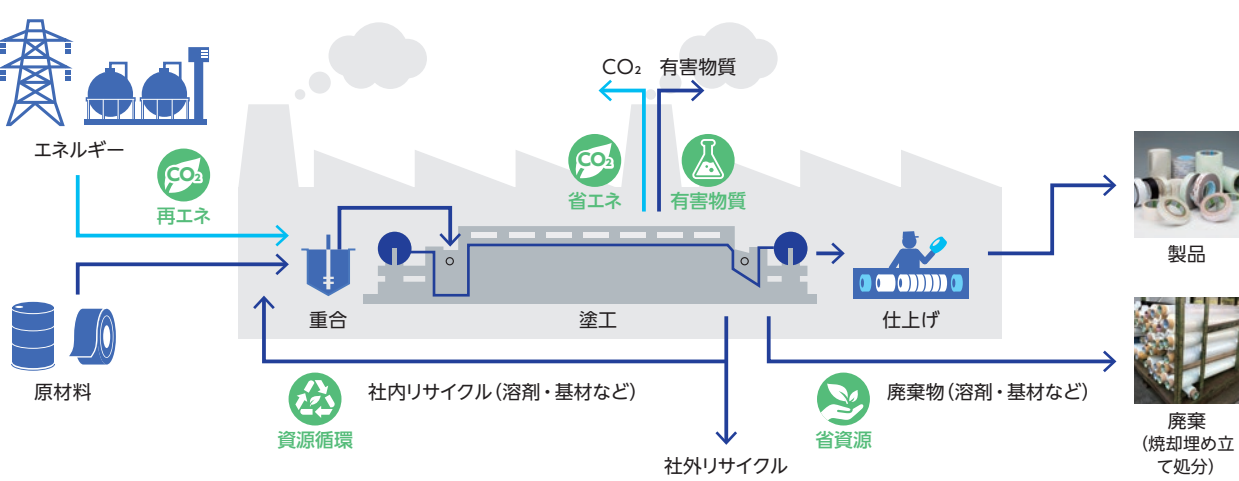 CO₂ 有害物質
エネルギー
CO₂
再エネ
CO₂
省エネ
有害物質
製品
重合
塗工
仕上げ
原材料
資源循環
社内リサイクル（溶剤・基材など）
省資源
廃棄物（溶剤・基材など）
社外リサイクル
廃棄
（焼却埋め立
て処分）